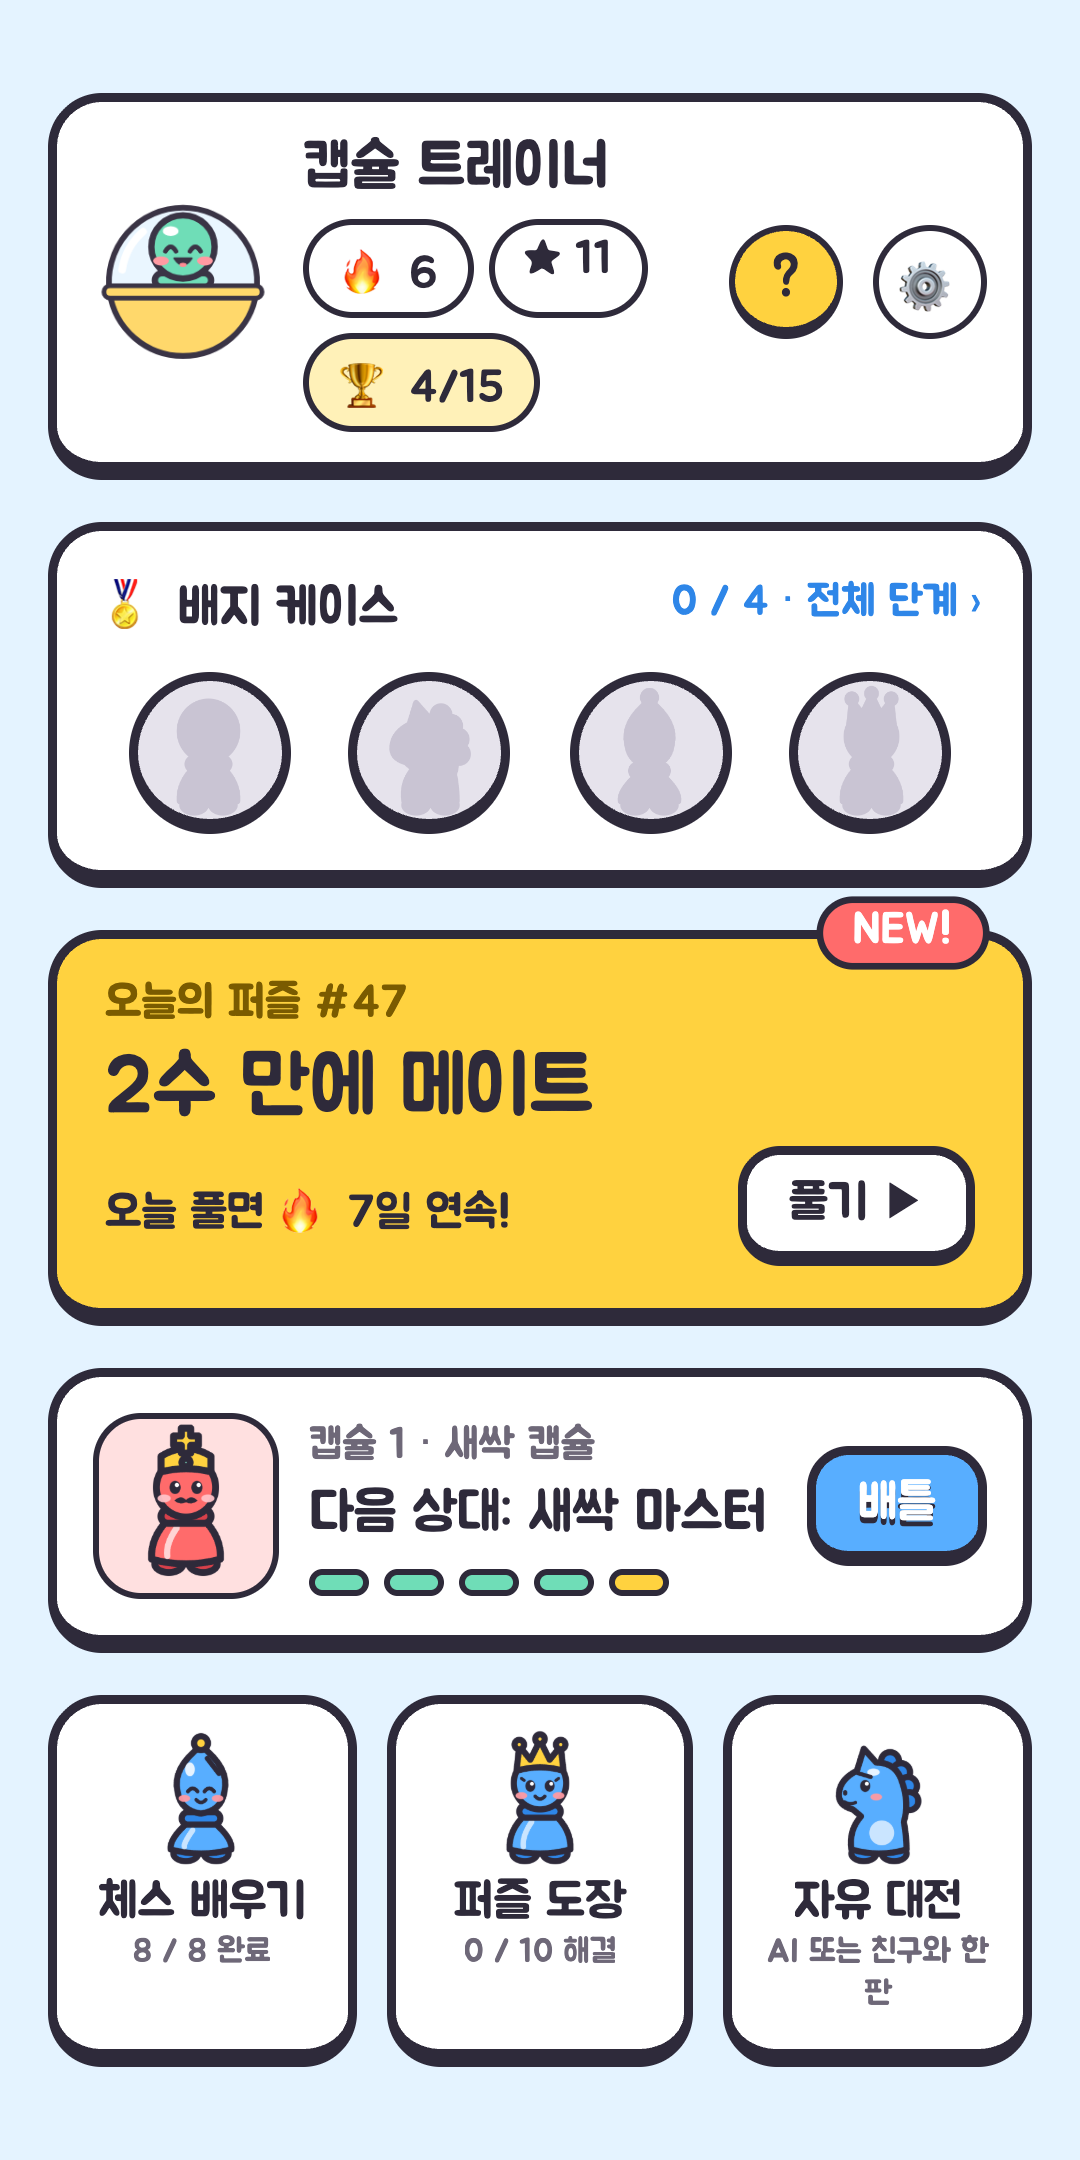 캡슐 트레이너
6
★ 11
?
4/15
배지 케이스
0 / 4 · 전체 단계 ›
NEW!
오늘의 퍼즐 #47
2수 만에 메이트
오늘 풀면 🔥 7일 연속!
풀기 ▶
캡슐 1 · 새싹 캡슐
다음 상대: 새싹 마스터
배틀
체스 배우기
8 / 8 완료
퍼즐 도장
0 / 10 해결
자유 대전
AI 또는 친구와 한
판